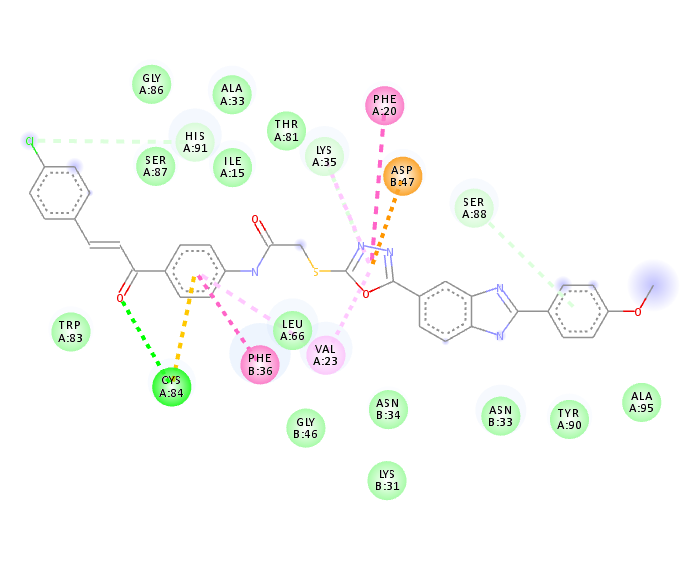 GLY
A:86
ALA
A:33
PHE
A:20
THR
A:81
HIS
A:91
Cl
LYS
A:35
SER
A:87
ILE
A:15
ASP
B:47
SER
A:88
O
N
N
N
S
N
O
O
O
N
TRP
A:83
LEU
A:66
VAL
A:23
PHE
B:36
CYS
A:84
GLY
B:46
ASN
B:34
ASN
B:33
TYR
A:90
ALA
A:95
LYS
B:31